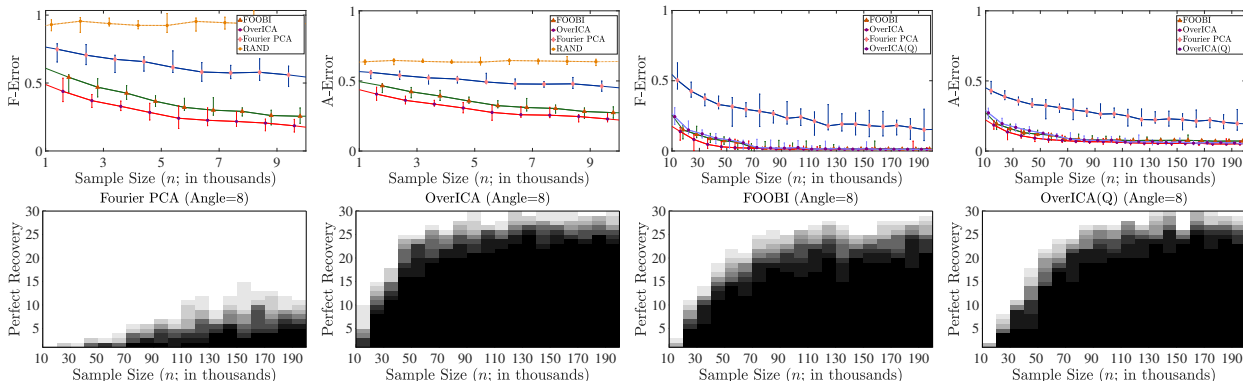 F-Error
1
0.5
0
FOOBI
OverICA
Fourier PCA
RAND
1 3 5 7 9
Sample Size (n; in thousands)
A-Error
1
0.5
0
FOOBI
OverICA
Fourier PCA
RAND
1 3 5 7 9
Sample Size (n; in thousands)
F-Error
1
0.5
0
FOOBI
OverICA
Fourier PCA
OverICA(Q)
10 30 50 70 90 110 130 150 170 190
Sample Size (n; in thousands)
A-Error
1
0.5
0
FOOBI
OverICA
Fourier PCA
OverICA(Q)
10 30 50 70 90 110 130 150 170 190
Sample Size (n; in thousands)
Fourier PCA (Angle=8)
Perfect Recovery
30
25
20
15
10
5
10 30 50 70 90 110 130 150 170 190
Sample Size (n; in thousands)
OverICA (Angle=8)
Perfect Recovery
30
25
20
15
10
5
10 30 50 70 90 110 130 150 170 190
Sample Size (n; in thousands)
FOOBI (Angle=8)
Perfect Recovery
30
25
20
15
10
5
10 30 50 70 90 110 130 150 170 190
Sample Size (n; in thousands)
OverICA(Q) (Angle=8)
Perfect Recovery
30
25
20
15
10
5
10 30 50 70 90 110 130 150 170 190
Sample Size (n; in thousands)